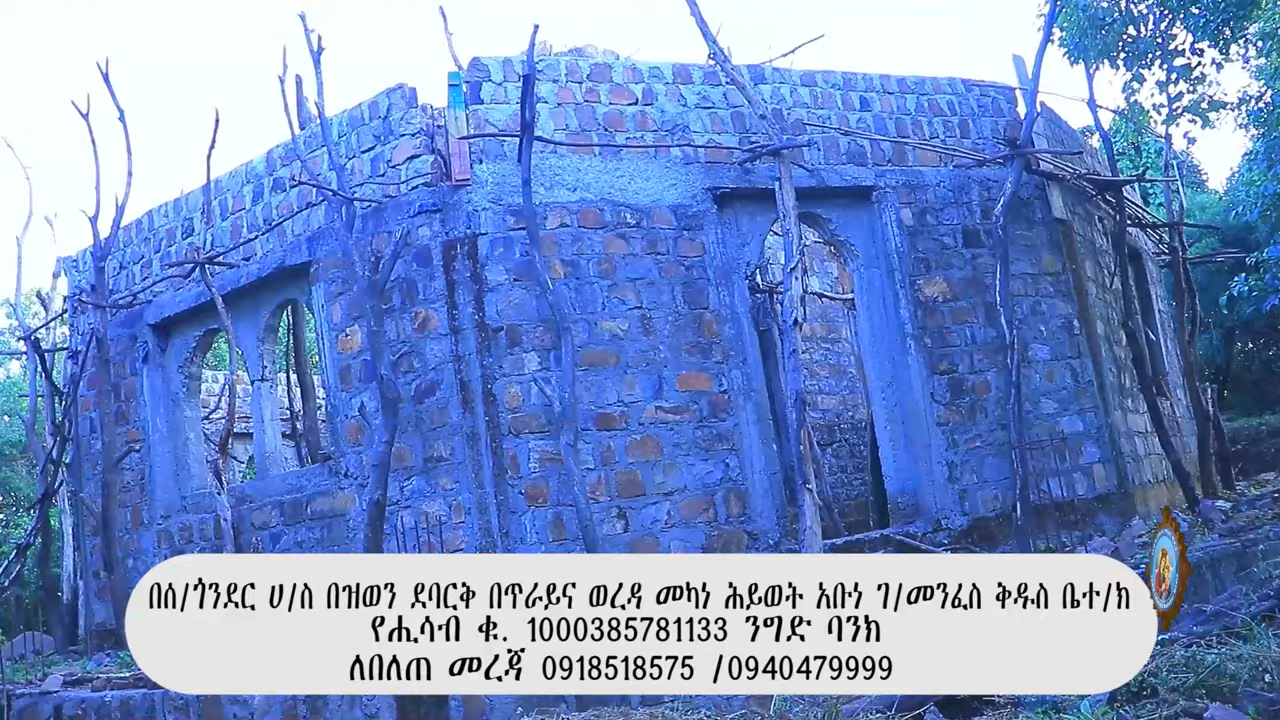 በሰ/ጎንደር ሀ/ስ በዝወን ደባርቅ በጥራይና ወረዳ መካነ ሕይወት አቡነ ገ/መንፈስ ቅዱስ ቤተ/ክ
የሒሳብ ቁ. 1000385781133 ንግድ ባንክ
ለበለጠ መረጃ 0918518575 /0940479999